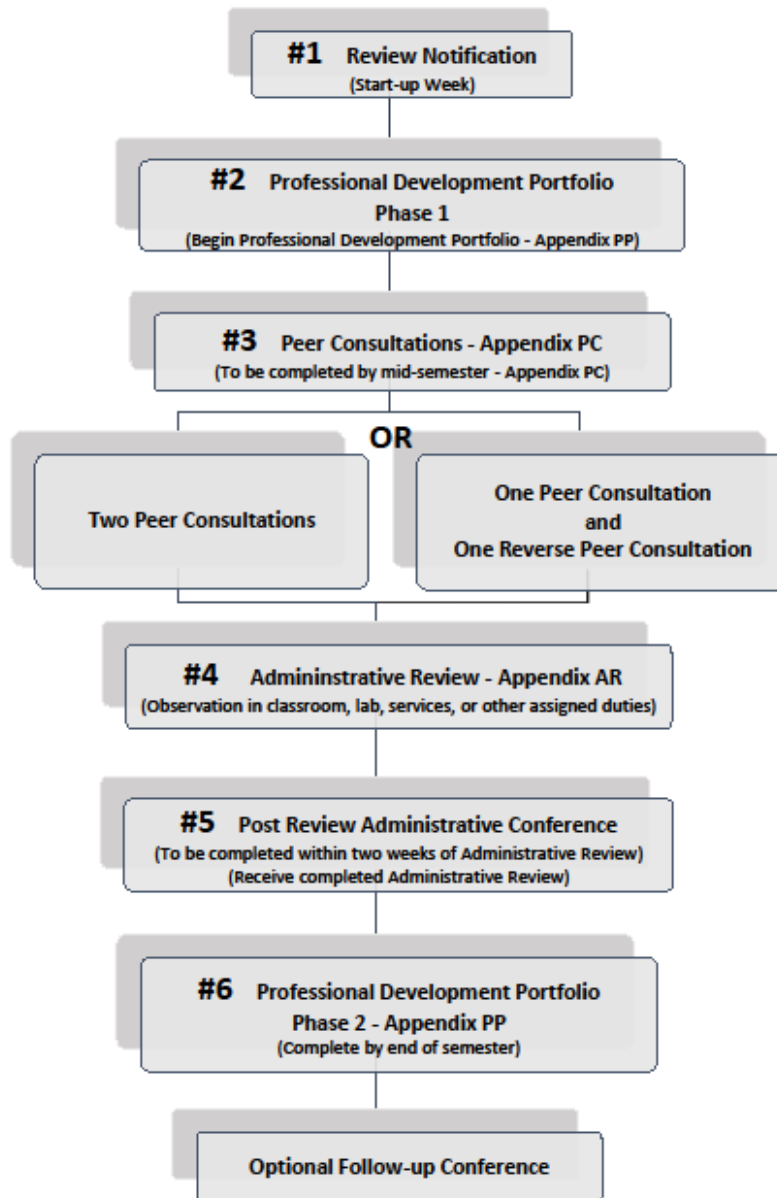 #1 Review Notification
(Start-up Week)
#2 Professional Development Portfolio
Phase 1
(Begin Professional Development Portfolio - Appendix PP)
#3 Peer Consultations - Appendix PC
(To be completed by mid-semester - Appendix PC)
OR
Two Peer Consultations
One Peer Consultation
and
One Reverse Peer Consultation
#4 Admininstrative Review - Appendix AR
(Observation in classroom, lab, services, or other assigned duties)
#5 Post Review Administrative Conference
(To be completed within two weeks of Administrative Review)
(Receive completed Administrative Review)
#6 Professional Development Portfolio
Phase 2 - Appendix PP
(Complete by end of semester)
Optional Follow-up Conference